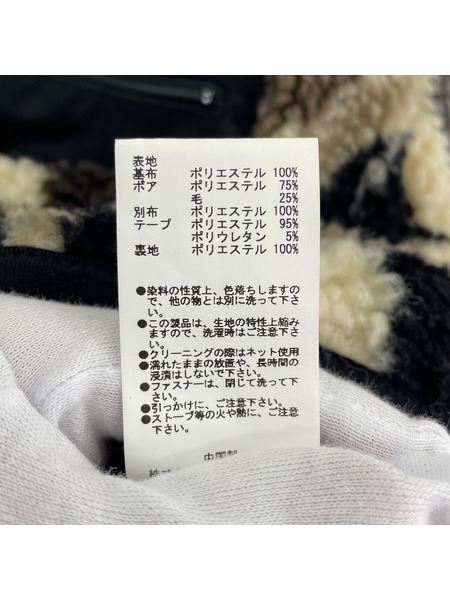 表地
基布 ポリエステル 100%
ボア ポリエステル 75%
毛 25%
別布 ポリエステル 100%
テープ ポリエステル 95%
ポリウレタン 5%
裏地 ポリエステル 100%
●染料の性質上、色落ちしますの
で、他の物とは別に洗って下さ
い。
●この製品は、生地の特性上縮み
ますので、洗濯時はご注意下さ
い。
●クリーニングの際はネット使用
●濡れたままの放置や、長時間の
浸漬はしないで下さい。
●ファスナーは、閉じて洗って下
さい。
●引っかけに、ご注意下さい。
●ストーブ等の火や熱に、ご注意
下さい。
中国製
株式